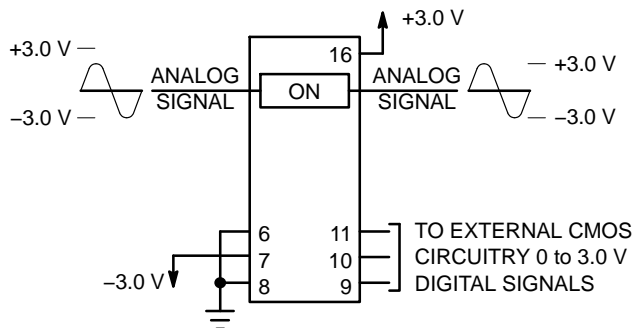 +3.0 V
+3.0 V
16
ANALOG
SIGNAL
ON
ANALOG
SIGNAL
+3.0 V
−3.0 V
−3.0 V
6
11
TO EXTERNAL CMOS
7
10
CIRCUITRY 0 to 3.0 V
−3.0 V
8
9
DIGITAL SIGNALS